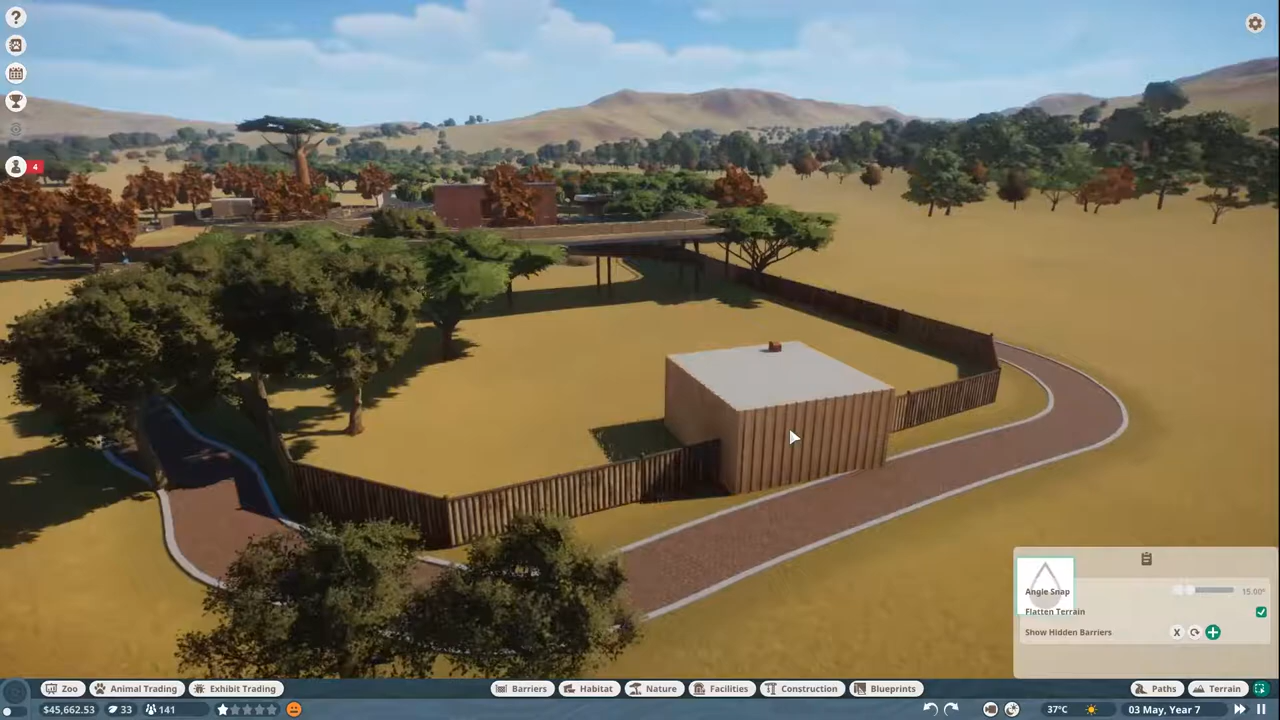 ?
4
Angle Snap
15.00°
Flatten Terrain
Show Hidden Barriers
X
Zoo
Animal Trading
Exhibit Trading
Barriers
Habitat
Nature
Facilities
Construction
Blueprints
Paths
Terrain
$45,662.53
33
141
37°C
03 May, Year 7